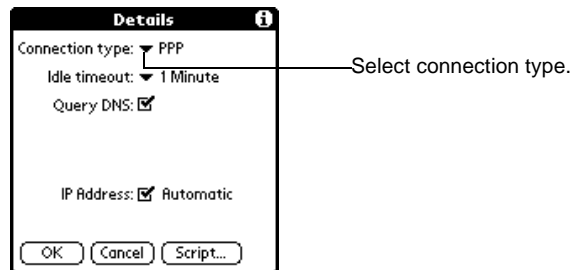 Details
Connection type: PPP
Select connection type.
Idle timeout: 1 Minute
Query DNS:
IP Address: Automatic
OK Cancel Script...